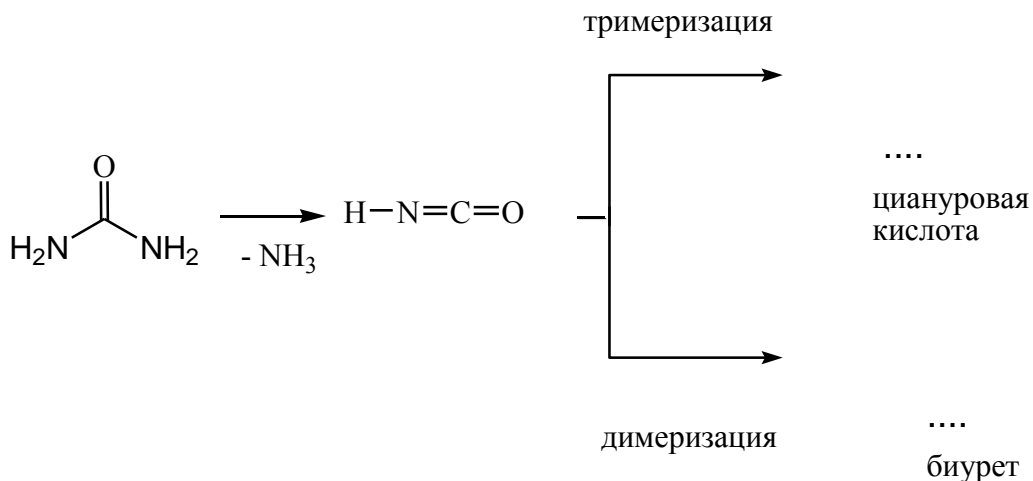 тримеризация
O
H₂N NH₂
- NH₃
H-N=C=O
....
циануровая
кислота
димеризация
....
биурет